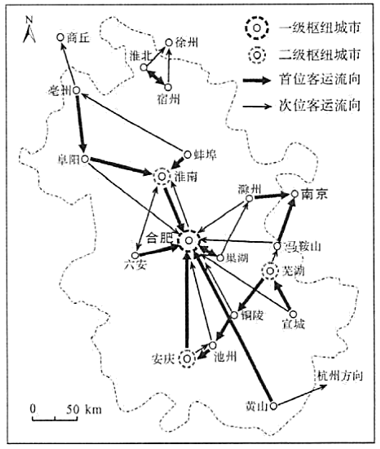 N
商丘
徐州
淮北
宿州
亳州
一级枢纽城市
二级枢纽城市
首位客运流向
次位客运流向
阜阳
蚌埠
淮南
滁州
南京
合肥
六安
巢湖
马鞍山
芜湖
铜陵
宣城
安庆
池州
黄山
杭州方向
0 50 km